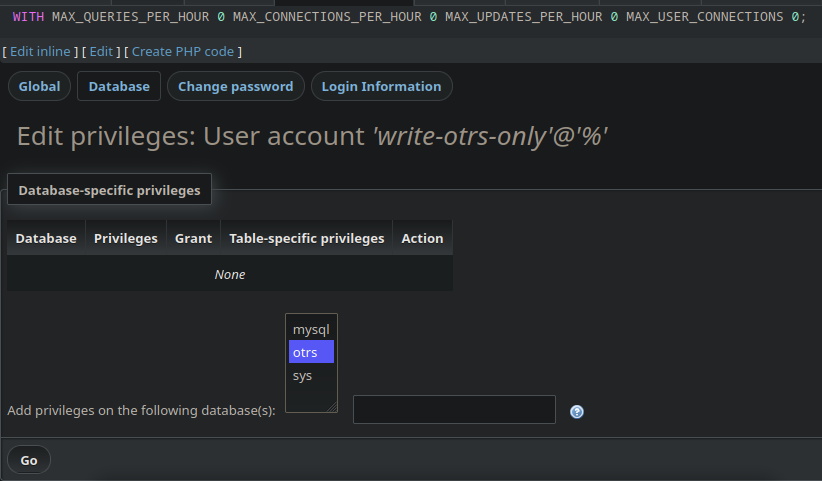 WITH MAX_QUERIES_PER_HOUR 0 MAX_CONNECTIONS_PER_HOUR 0 MAX_UPDATES_PER_HOUR 0 MAX_USER_CONNECTIONS 0;
[ Edit inline ] [ Edit ] [ Create PHP code ]
Global Database Change password Login Information
Edit privileges: User account 'write-otrs-only'@'%'
Database-specific privileges
Database Privileges Grant Table-specific privileges Action
None
mysql
otrs
sys
Add privileges on the following database(s):
Go